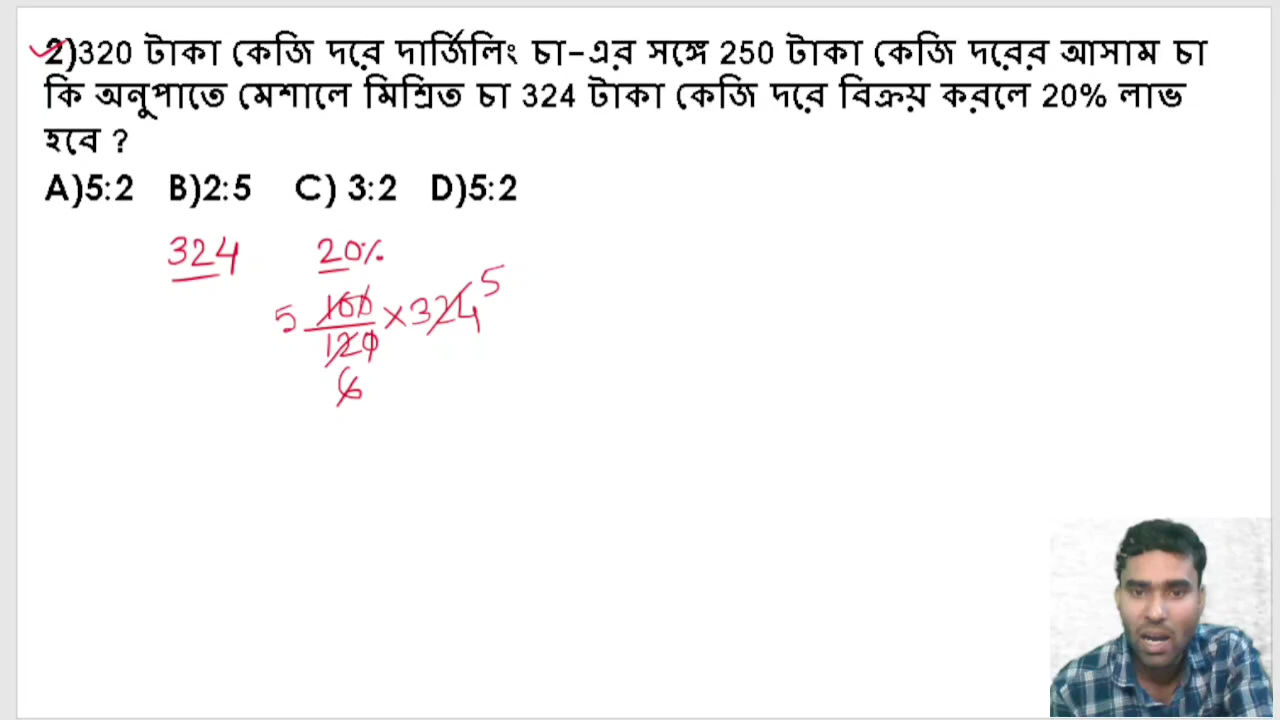 2)320 টাকা কেজি দরে দার্জিলিং চা-এর সঙ্গে 250 টাকা কেজি দরের আসাম চা
কি অনুপাতে মেশালে মিশ্রিত চা 324 টাকা কেজি দরে বিক্রয় করলে 20% লাভ
হবে ?
A)5:2 B)2:5 C) 3:2 D)5:2
324 20%
5 100 × 324 5
120
6